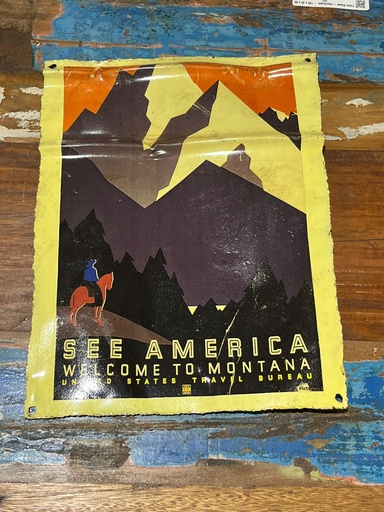 SEE AMERICA
WELCOME TO MONTANA
UNITED STATES TRAVEL BUREAU